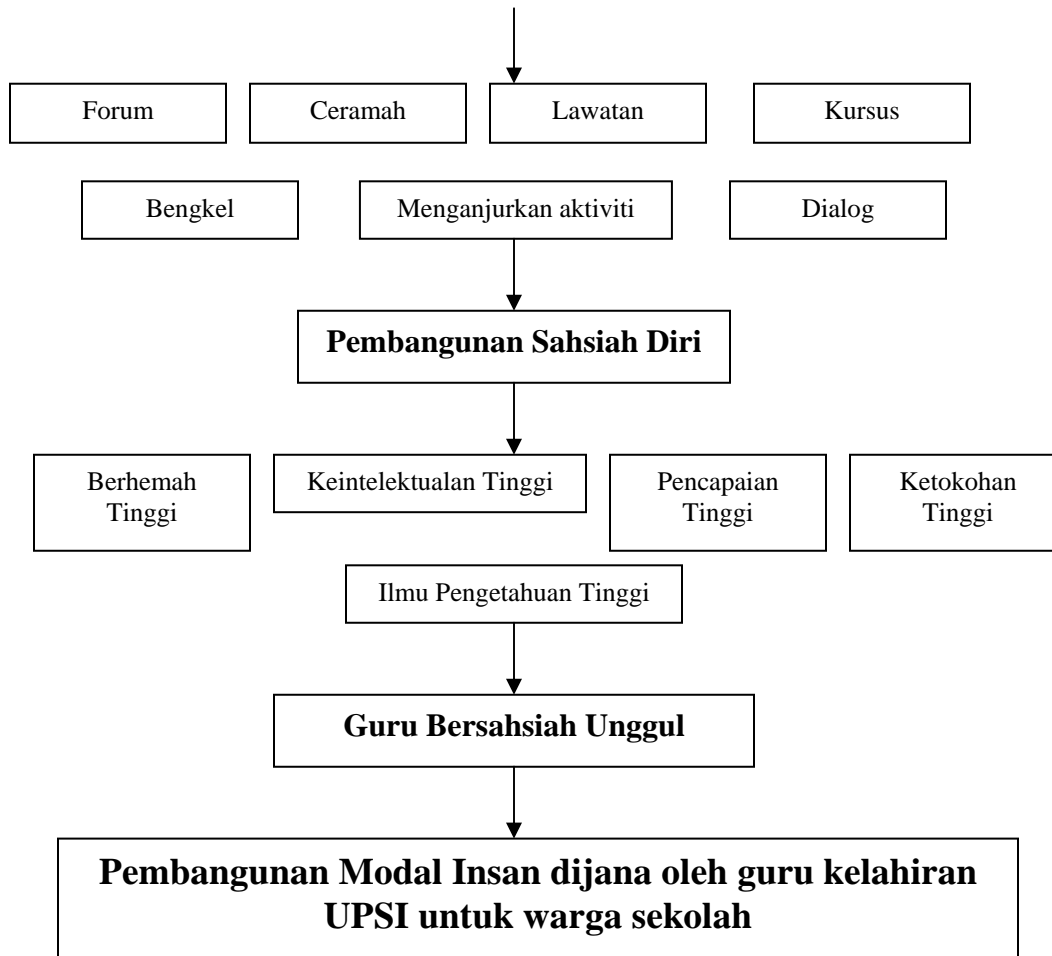 Forum
Ceramah
Lawatan
Kursus
Bengkel
Menganjurkan aktiviti
Dialog
Pembangunan Sahsiah Diri
Berhemah
Tinggi
Keintelektualan Tinggi
Pencapaian
Tinggi
Ketokohan
Tinggi
Ilmu Pengetahuan Tinggi
Guru Bersahsiah Unggul
Pembangunan Modal Insan dijana oleh guru kelahiran
UPSI untuk warga sekolah